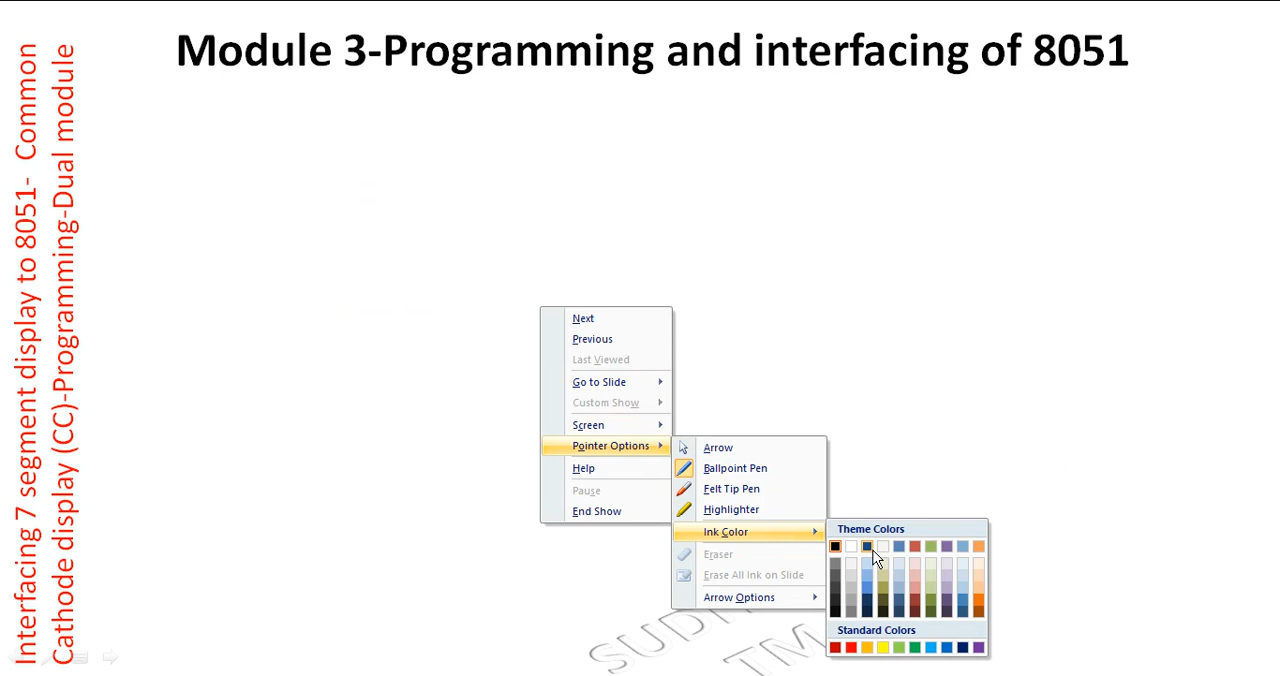 Module 3-Programming and interfacing of 8051
Interfacing 7 segment display to 8051- Common
Cathode display (CC)-Programming-Dual module
Next
Previous
Last Viewed
Go to Slide
Custom Show
Screen
Pointer Options
Help
Pause
End Show
Arrow
Ballpoint Pen
Felt Tip Pen
Highlighter
Ink Color
Eraser
Erase All Ink on Slide
Arrow Options
Theme Colors
Standard Colors
TM